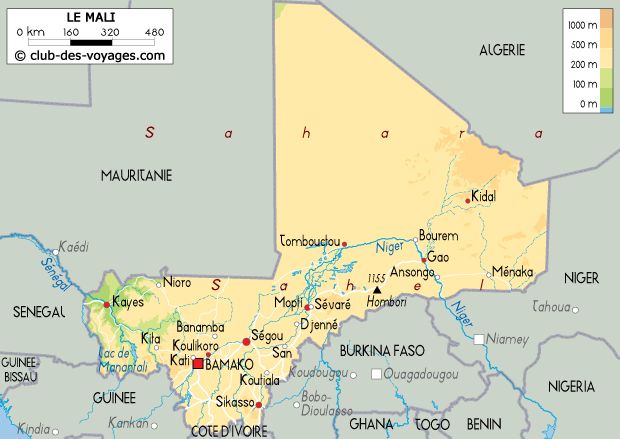 LE MALI
0 km 160 320 480
© club-des-voyages.com
1000 m
500 m
200 m
100 m
0 m
ALGERIE
S a h a r a
MAURITANIE
Kidal
Kaédi
Sénégal
Tombouctou
Niger
Bourem
Gao
Ansongo
Ménaka
NIGER
Nioro
S a h e l
1155
Hombori
Kayes
Mopti
Sévaré
Tahoua
SENEGAL
Banamba
Ségou
Djenné
Niger
Niamey
Kita
Koulikoro
Kati
San
BURKINA FASO
Lac de
Manantali
BAMAKO
Koutiala
Koudougou
Ouagadougou
GUINEE-
BISSAU
NIGERIA
GUINEE
Sikasso
Bobo-
Dioulasso
Kindia
Kankan
COTE D'IVOIRE
GHANA
TOGO
BENIN